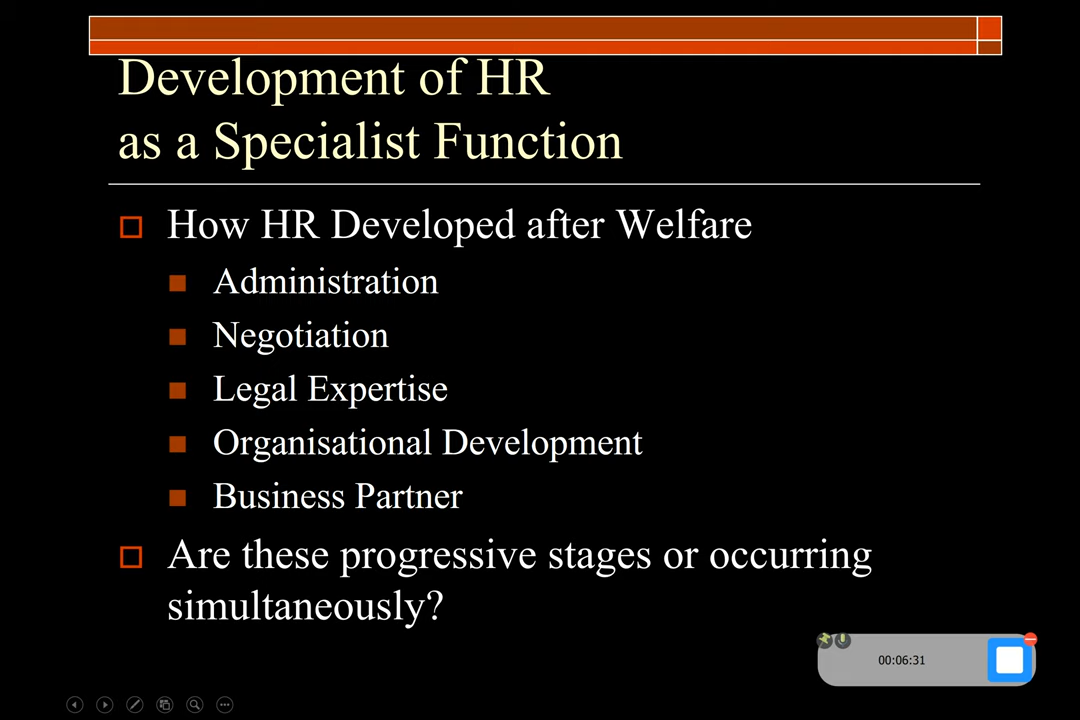 Development of HR
as a Specialist Function
How HR Developed after Welfare
Administration
Negotiation
Legal Expertise
Organisational Development
Business Partner
Are these progressive stages or occurring
simultaneously?
00:06:31